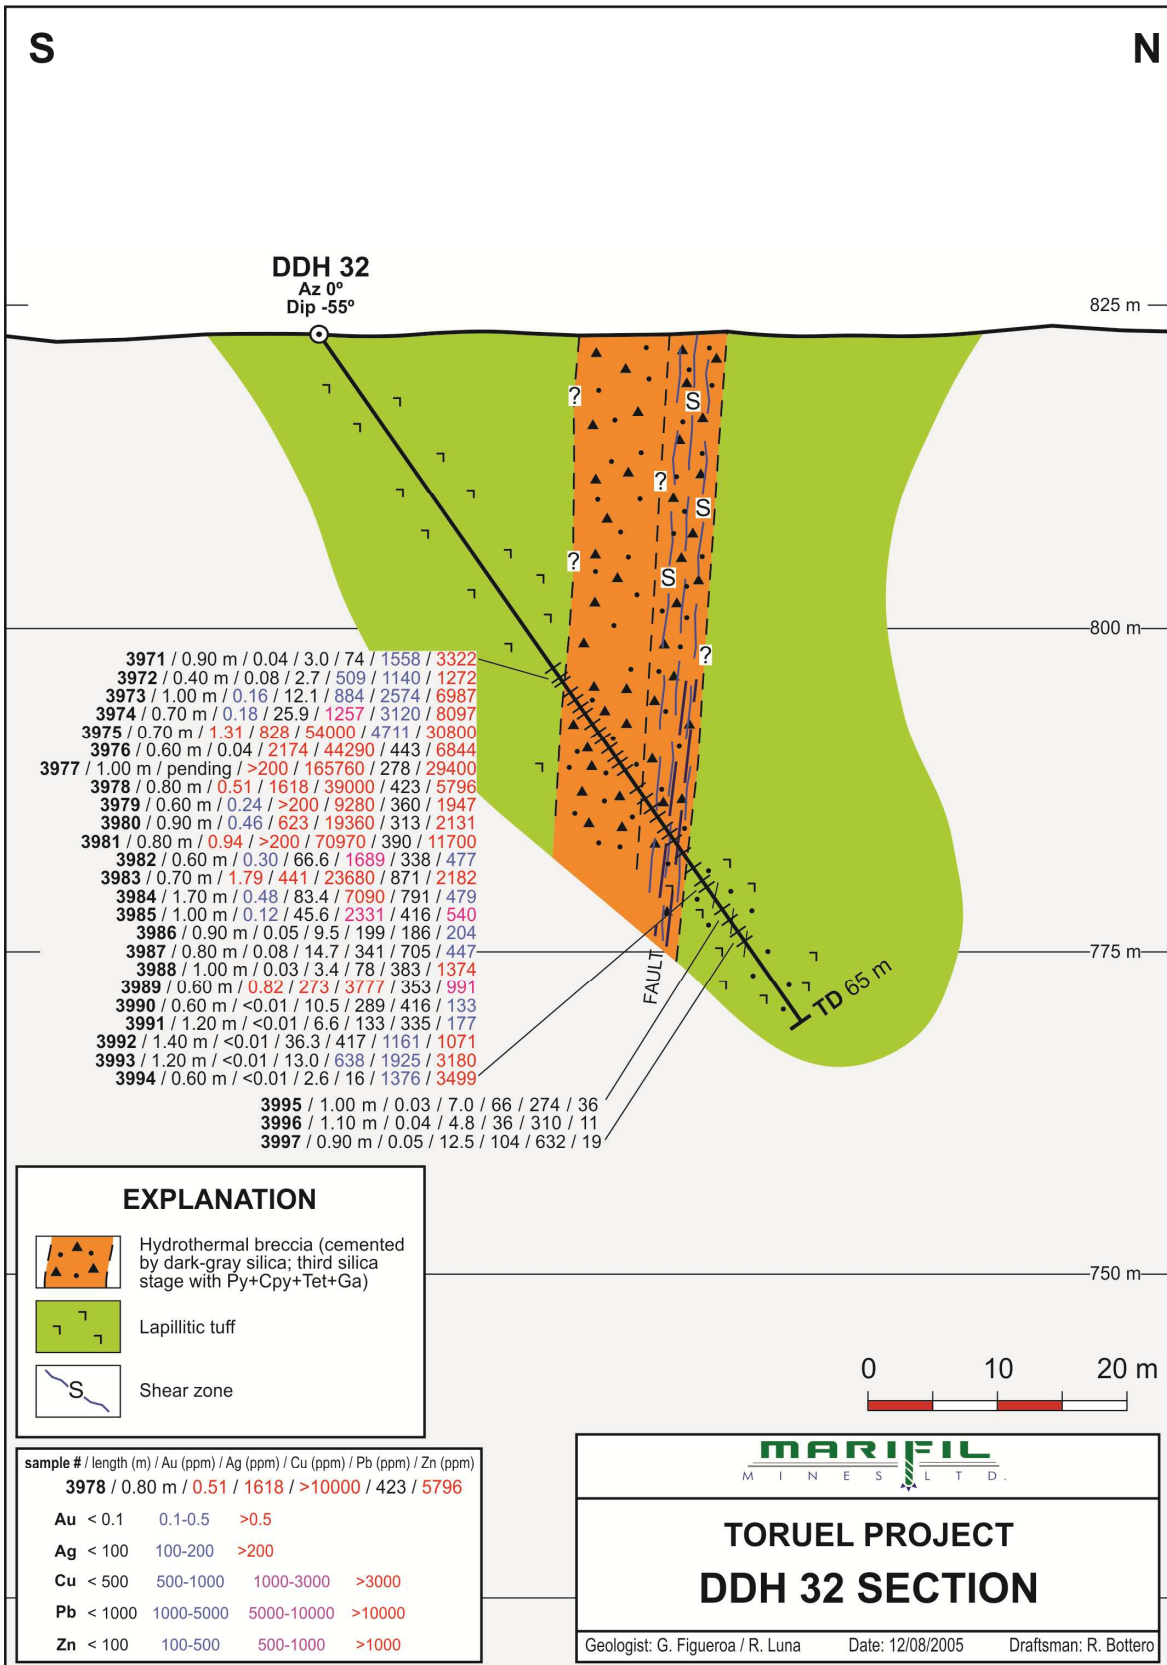 S
N
DDH 32
Az 0º
Dip -55º
825 m
?
S
?
S
?
S
800 m
?
3971 / 0.90 m / 0.04 / 3.0 / 74 / 1558 / 3322
3972 / 0.40 m / 0.08 / 2.7 / 509 / 1140 / 1272
3973 / 1.00 m / 0.16 / 12.1 / 884 / 2574 / 6987
3974 / 0.70 m / 0.18 / 25.9 / 1257 / 3120 / 8097
3975 / 0.70 m / 1.31 / 828 / 54000 / 4711 / 30800
3976 / 0.60 m / 0.04 / 2174 / 44290 / 443 / 6844
3977 / 1.00 m / pending / >200 / 165760 / 278 / 29400
3978 / 0.80 m / 0.51 / 1618 / 39000 / 423 / 5796
3979 / 0.60 m / 0.24 / >200 / 9280 / 360 / 1947
3980 / 0.90 m / 0.46 / 623 / 19360 / 313 / 2131
3981 / 0.80 m / 0.94 / >200 / 70970 / 390 / 11700
3982 / 0.60 m / 0.30 / 66.6 / 1689 / 338 / 477
3983 / 0.70 m / 1.79 / 441 / 23680 / 871 / 2182
3984 / 1.70 m / 0.48 / 83.4 / 7090 / 791 / 479
3985 / 1.00 m / 0.12 / 45.6 / 2331 / 416 / 540
3986 / 0.90 m / 0.05 / 9.5 / 199 / 186 / 204
3987 / 0.80 m / 0.08 / 14.7 / 341 / 705 / 447
3988 / 1.00 m / 0.03 / 3.4 / 78 / 383 / 1374
3989 / 0.60 m / 0.82 / 273 / 3777 / 353 / 991
3990 / 0.60 m / <0.01 / 10.5 / 289 / 416 / 133
3991 / 1.20 m / <0.01 / 6.6 / 133 / 335 / 177
3992 / 1.40 m / <0.01 / 36.3 / 417 / 1161 / 1071
3993 / 1.20 m / <0.01 / 13.0 / 638 / 1925 / 3180
3994 / 0.60 m / <0.01 / 2.6 / 16 / 1376 / 3499
775 m
FAULT
TD 65 m
3995 / 1.00 m / 0.03 / 7.0 / 66 / 274 / 36
3996 / 1.10 m / 0.04 / 4.8 / 36 / 310 / 11
3997 / 0.90 m / 0.05 / 12.5 / 104 / 632 / 19
EXPLANATION
Hydrothermal breccia (cemented
by dark-gray silica; third silica
stage with Py+Cpy+Tet+Ga)
Lapillitic tuff
S
Shear zone
750 m
0 10 20 m
sample # / length (m) / Au (ppm) / Ag (ppm) / Cu (ppm) / Pb (ppm) / Zn (ppm)
3978 / 0.80 m / 0.51 / 1618 / >10000 / 423 / 5796
Au < 0.1 0.1-0.5 >0.5
Ag < 100 100-200 >200
Cu < 500 500-1000 1000-3000 >3000
Pb < 1000 1000-5000 5000-10000 >10000
Zn < 100 100-500 500-1000 >1000
MARIFIL
MINES LTD.
TORUEL PROJECT
DDH 32 SECTION
Geologist: G. Figueroa / R. Luna Date: 12/08/2005 Draftsman: R. Bottero